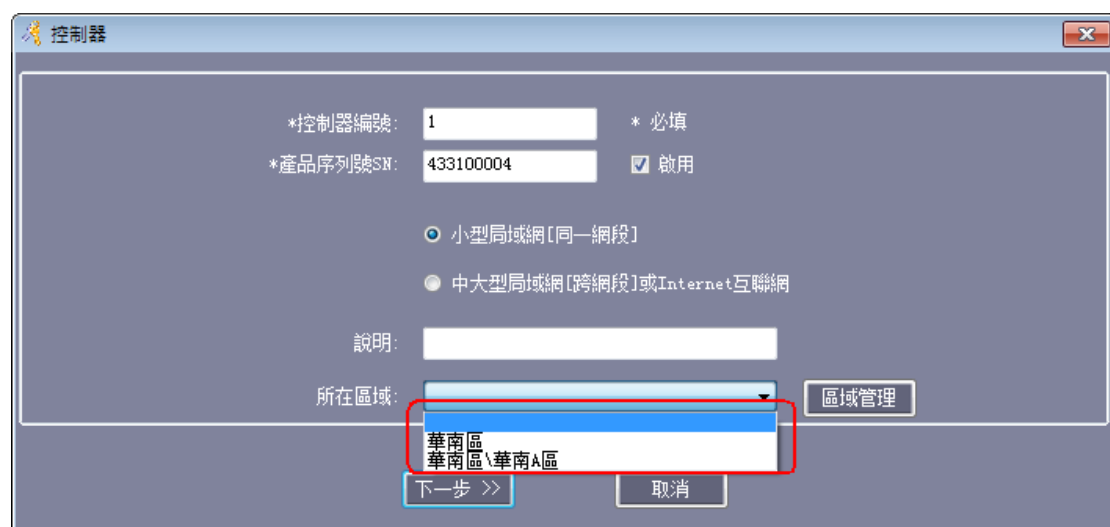 控制器
*控制器編號: 1 * 必填
*產品序列號SN: 433100004 啟用
小型局域網[同一網段]
中大型局域網[跨網段]或Internet互聯網
說明:
所在區域: 區域管理
華南區
華南區\華南A區
下一步 >> 取消